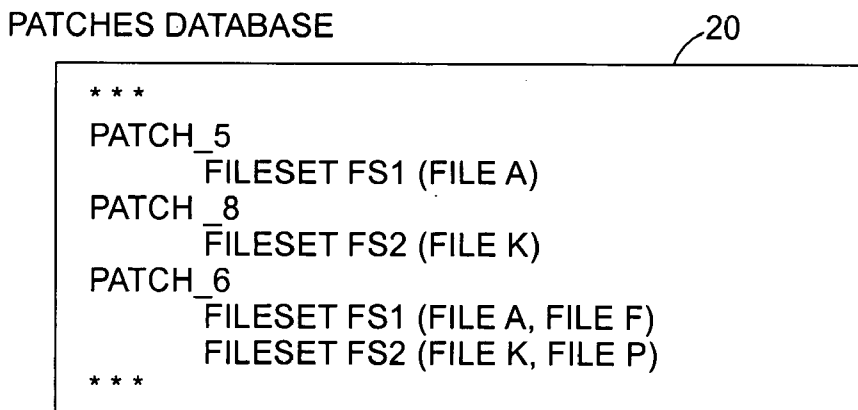 PATCHES DATABASE
20
* * *
PATCH_5
FILESET FS1 (FILE A)
PATCH _8
FILESET FS2 (FILE K)
PATCH_6
FILESET FS1 (FILE A, FILE F)
FILESET FS2 (FILE K, FILE P)
* * *